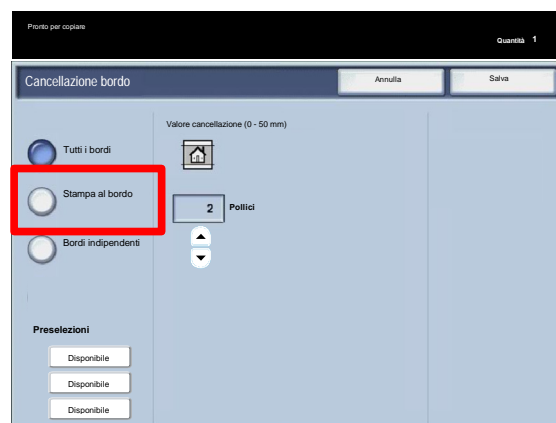 Pronto per copiare
Quantità 1
Cancellazione bordo
Annulla
Salva
Valore cancellazione (0 - 50 mm)
Tutti i bordi
Stampa al bordo
2 Pollici
Bordi indipendenti
Preselezioni
Disponibile
Disponibile
Disponibile